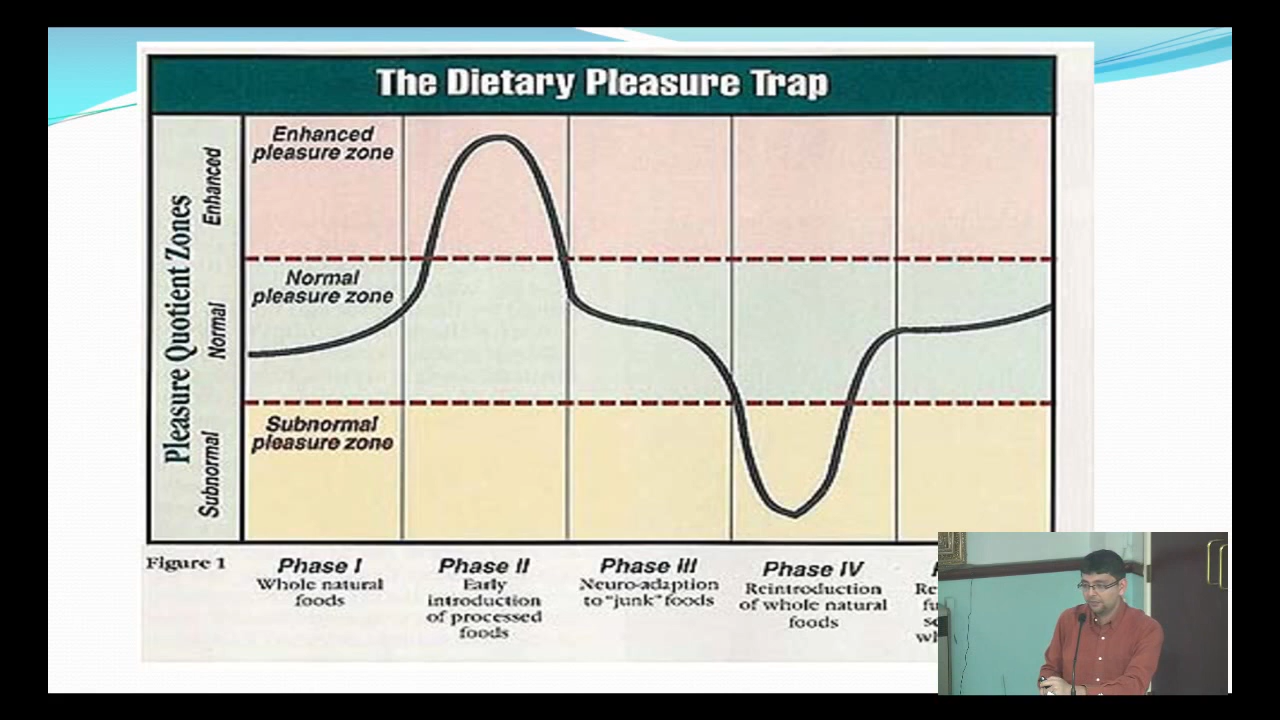 The Dietary Pleasure Trap
Pleasure Quotient Zones
Enhanced
Normal
Subnormal
Enhanced
pleasure zone
Normal
pleasure zone
Subnormal
pleasure zone
Figure 1
Phase I
Whole natural
foods
Phase II
Early
introduction
of processed
foods
Phase III
Neuro-adaption
to "junk" foods
Phase IV
Reintroduction
of whole natural
foods